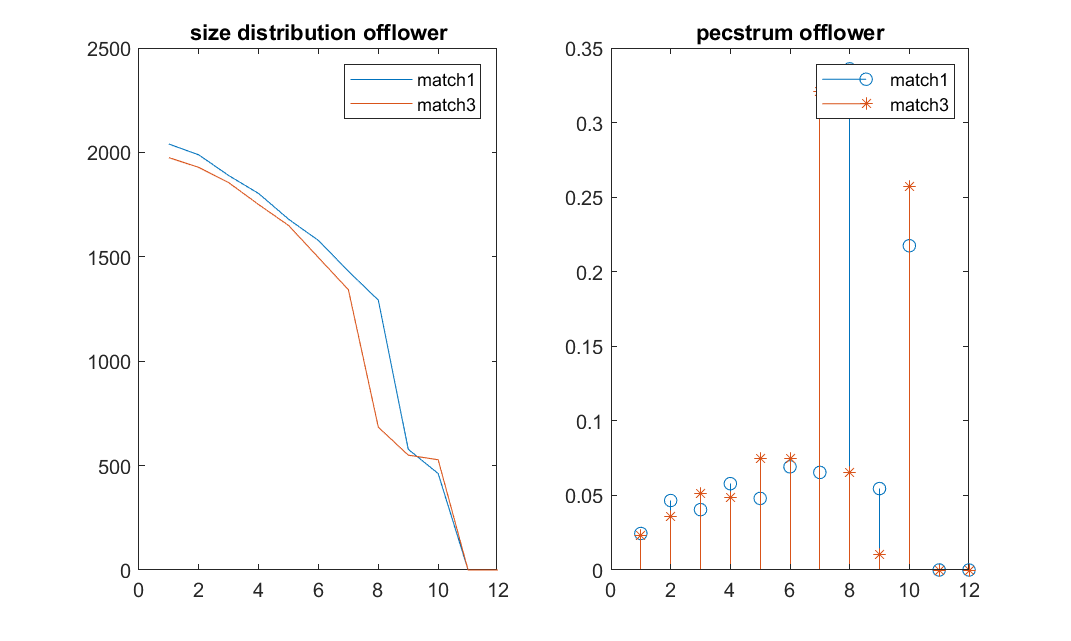 size distribution offlower
2500
2000
1500
1000
500
0
0 2 4 6 8 10 12
match1
match3
pecstrum offlower
0.35
0.3
0.25
0.2
0.15
0.1
0.05
0
0 2 4 6 8 10 12
match1
match3